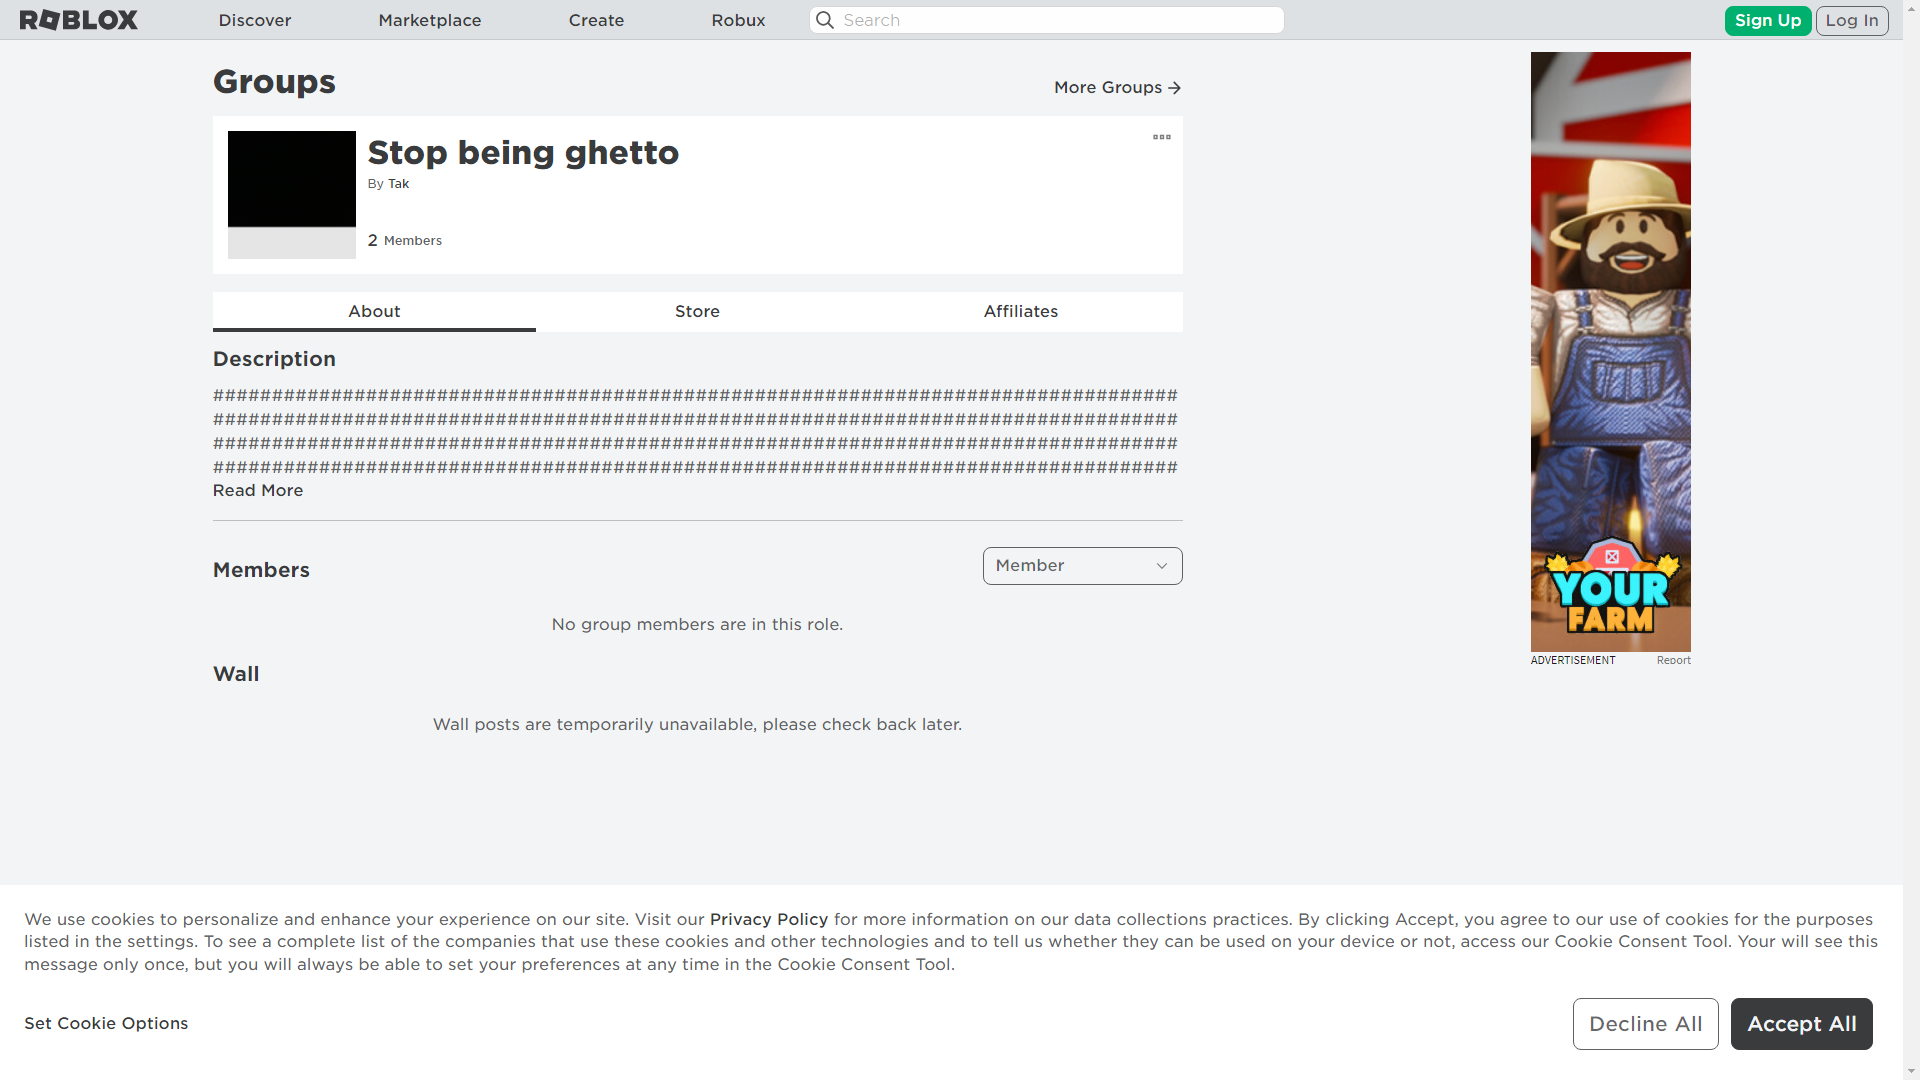 ROBLOX
Discover
Marketplace
Create
Robux
Search
Sign Up
Log In
Groups
More Groups
Stop being ghetto
By Tak
2 Members
About
Store
Affiliates
Description
##################################################################################
##################################################################################
##################################################################################
##################################################################################
Read More
Members
Member
No group members are in this role.
Wall
Wall posts are temporarily unavailable, please check back later.
YOUR
FARM
ADVERTISEMENT
Report
We use cookies to personalize and enhance your experience on our site. Visit our Privacy Policy for more information on our data collections practices. By clicking Accept, you agree to our use of cookies for the purposes
listed in the settings. To see a complete list of the companies that use these cookies and other technologies and to tell us whether they can be used on your device or not, access our Cookie Consent Tool. Your will see this
message only once, but you will always be able to set your preferences at any time in the Cookie Consent Tool.
Set Cookie Options
Decline All
Accept All